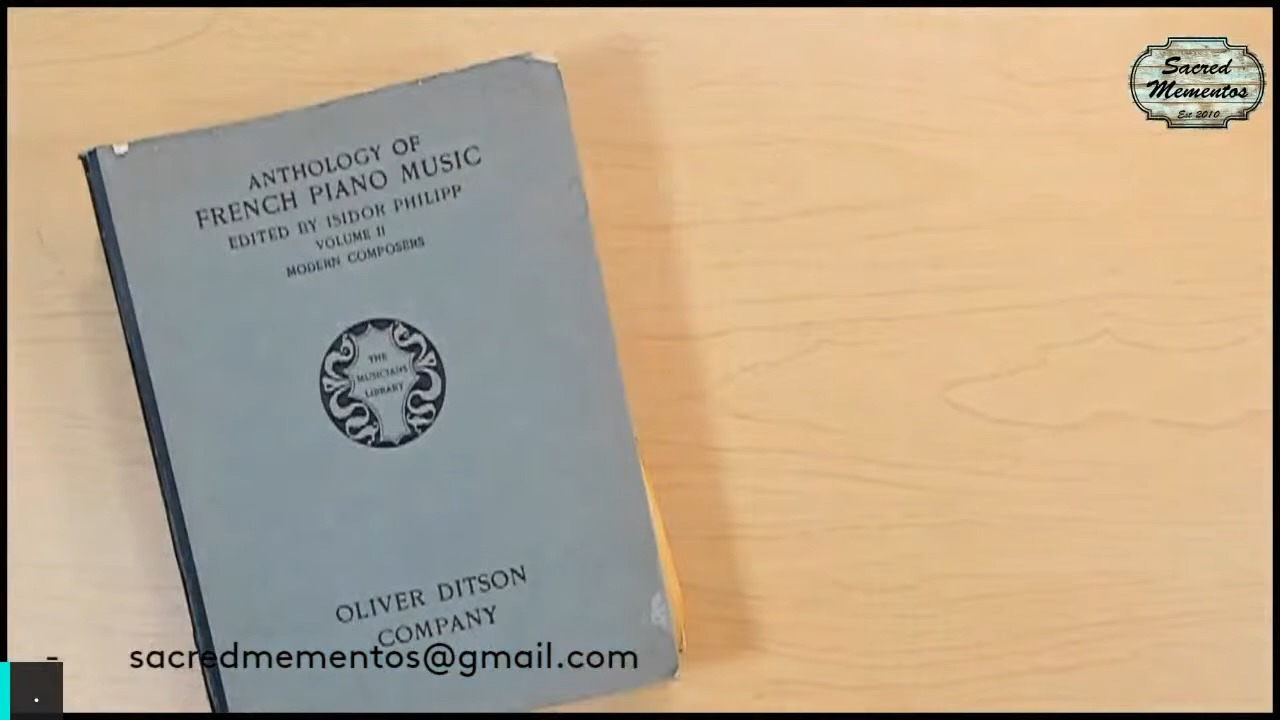 ANTHOLOGY OF
FRENCH PIANO MUSIC
EDITED BY ISIDOR PHILIPP
VOLUME II
MODERN COMPOSERS
THE
MUSICIANS
LIBRARY
OLIVER DITSON
COMPANY
- sacredmementos@gmail.com
.
Sacred
Mementos
Est 2010